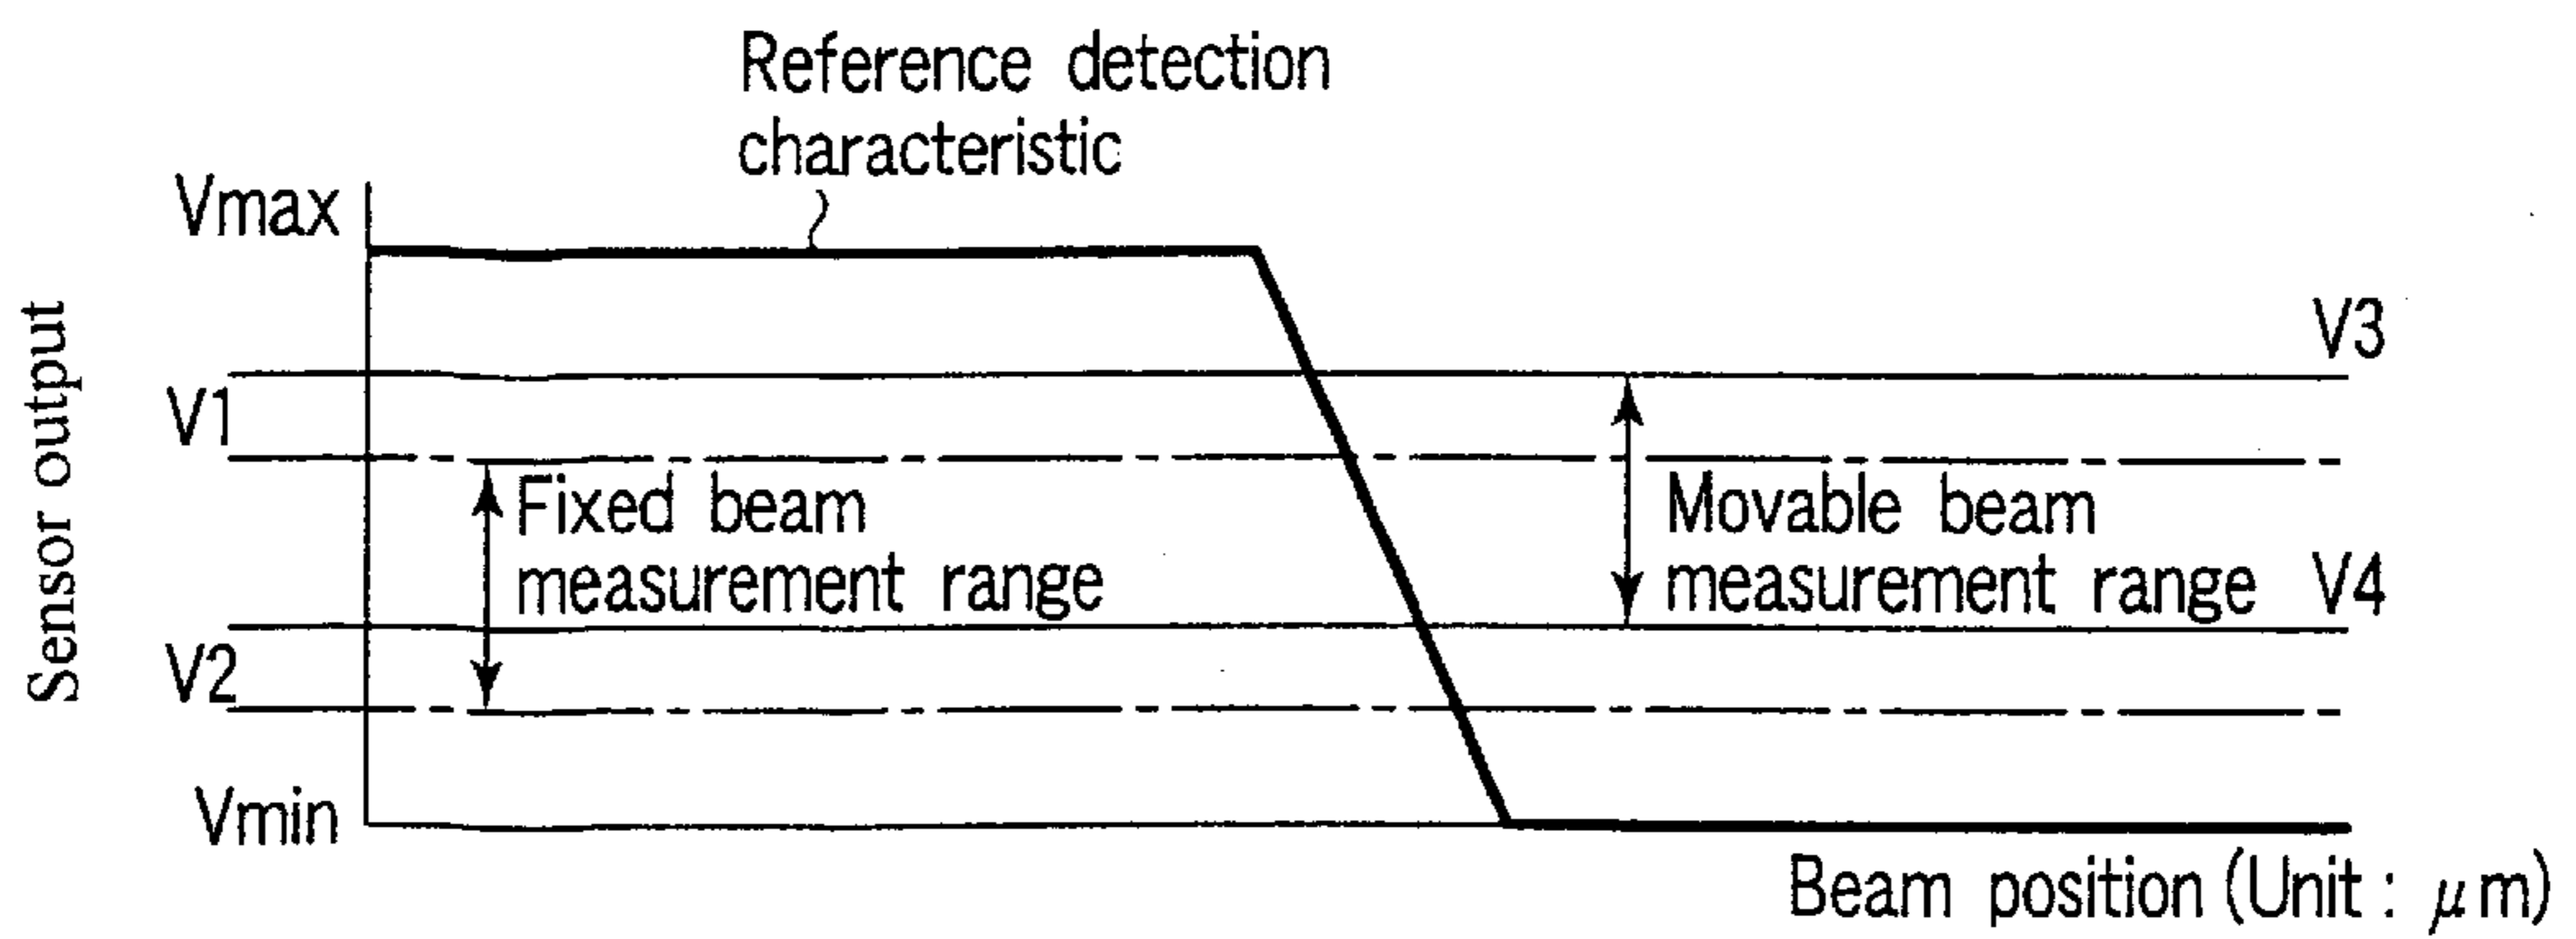 Reference detection
characteristic
Vmax
V3
V1
Fixed beam
measurement range
Movable beam
measurement range
V4
V2
Vmin
Sensor output
Beam position (Unit : μm)